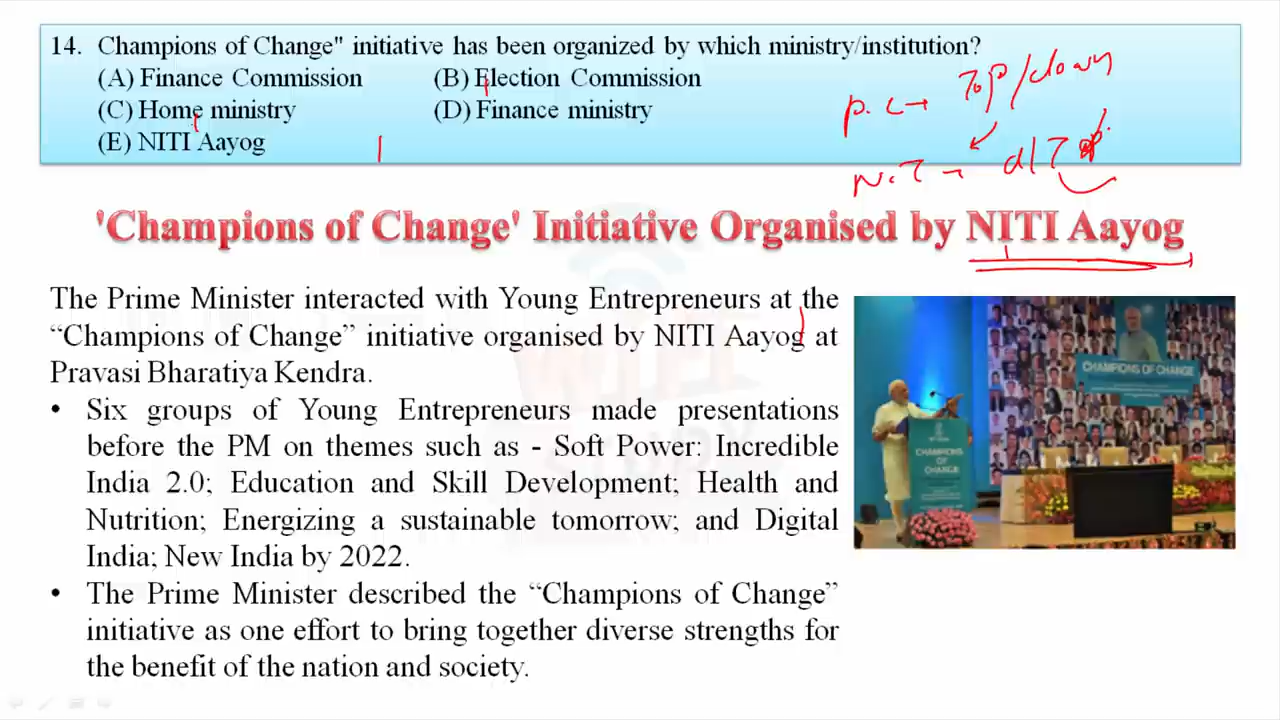 14. Champions of Change" initiative has been organized by which ministry/institution?
(A) Finance Commission (B) Election Commission
(C) Home ministry (D) Finance ministry
(E) NITI Aayog
P.C → Top/down
N.T → d/T
'Champions of Change' Initiative Organised by NITI Aayog
The Prime Minister interacted with Young Entrepreneurs at the
“Champions of Change” initiative organised by NITI Aayog at
Pravasi Bharatiya Kendra.
• Six groups of Young Entrepreneurs made presentations
before the PM on themes such as - Soft Power: Incredible
India 2.0; Education and Skill Development; Health and
Nutrition; Energizing a sustainable tomorrow; and Digital
India; New India by 2022.
• The Prime Minister described the “Champions of Change”
initiative as one effort to bring together diverse strengths for
the benefit of the nation and society.
CHAMPIONS OF CHANGE
CHAMPIONS
OF
CHANGE